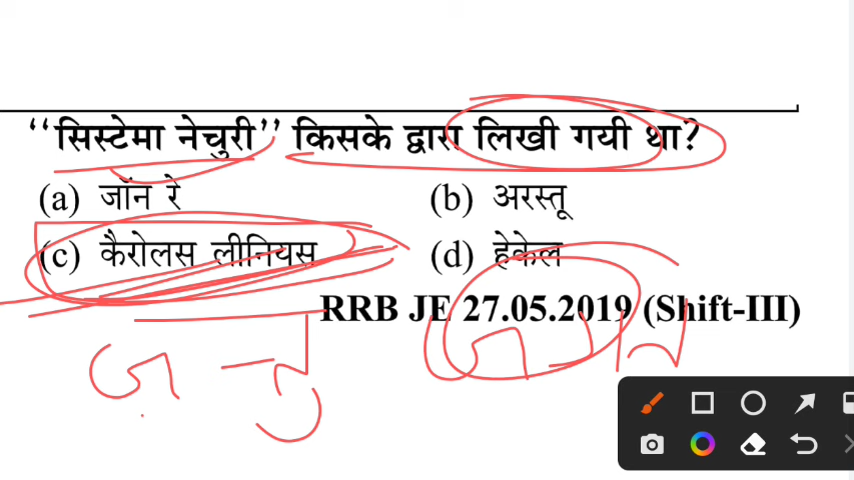 “सिस्टेमा नेचुरी” किसके द्वारा लिखी गयी था?
(a) जॉन रे (b) अरस्तू
(c) कैरोलस लीनियस (d) हेकेल
RRB JE 27.05.2019 (Shift-III)